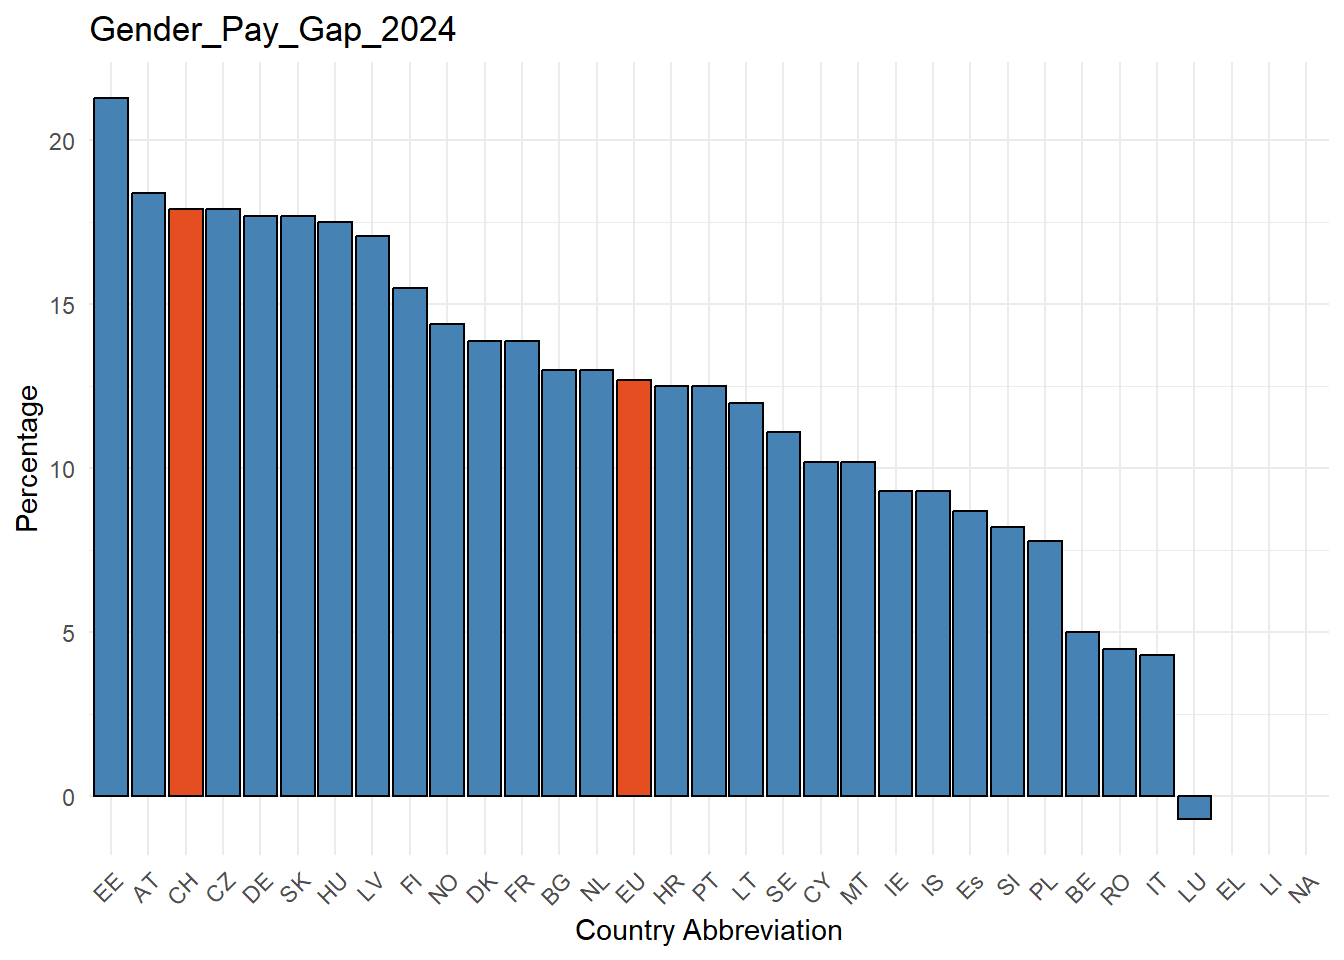 Gender_Pay_Gap_2024
Percentage
20
15
10
5
0
EE AT CH CZ DE SK HU LV FI NO DK FR BG NL EU HR PT LT SE CY MT IE IS Es SI PL BE RO IT LU EL LI NA
Country Abbreviation